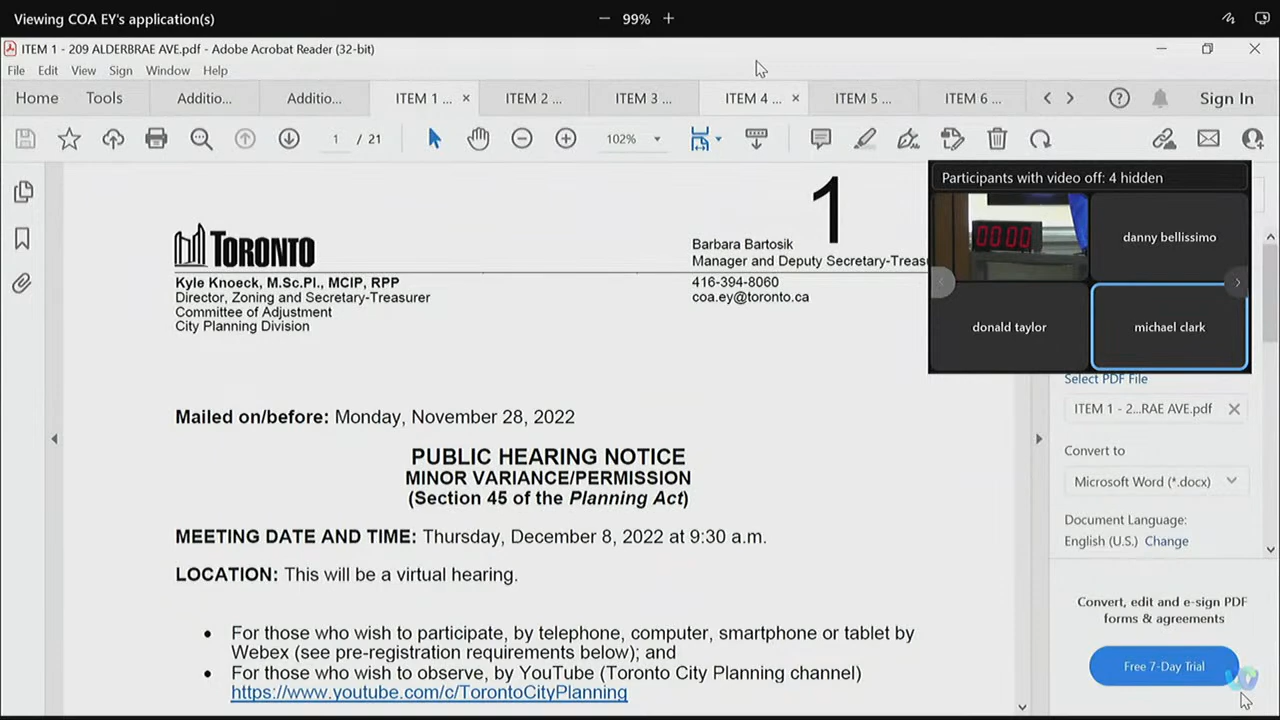 Viewing COA EY's application(s)
99%
ITEM 1 - 209 ALDERBRAE AVE.pdf - Adobe Acrobat Reader (32-bit)
File Edit View Sign Window Help
Home Tools Additio... Additio... ITEM 1 ... ITEM 2 ... ITEM 3 ... ITEM 4 ... ITEM 5 ... ITEM 6 ... Sign In
1 / 21 102%
Participants with video off: 4 hidden
00:00
danny bellissimo
donald taylor
michael clark
1
TORONTO
Barbara Bartosik
Manager and Deputy Secretary-Treasu
416-394-8060
coa.ey@toronto.ca
Kyle Knoeck, M.Sc.Pl., MCIP, RPP
Director, Zoning and Secretary-Treasurer
Committee of Adjustment
City Planning Division
Mailed on/before: Monday, November 28, 2022
PUBLIC HEARING NOTICE
MINOR VARIANCE/PERMISSION
(Section 45 of the Planning Act)
MEETING DATE AND TIME: Thursday, December 8, 2022 at 9:30 a.m.
LOCATION: This will be a virtual hearing.
• For those who wish to participate, by telephone, computer, smartphone or tablet by
Webex (see pre-registration requirements below); and
• For those who wish to observe, by YouTube (Toronto City Planning channel)
https://www.youtube.com/c/TorontoCityPlanning
Select PDF File
ITEM 1 - 2...RAE AVE.pdf
Convert to
Microsoft Word (*.docx)
Document Language:
English (U.S.) Change
Convert, edit and e-sign PDF
forms & agreements
Free 7-Day Trial